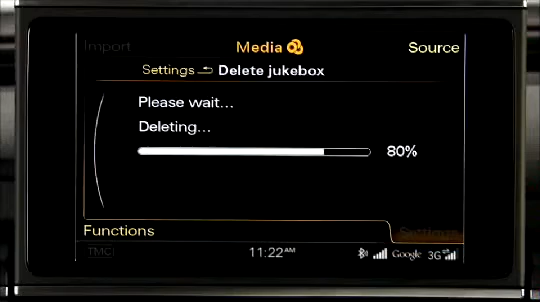 Import Media Source
Settings Delete jukebox
Please wait...
Deleting...
80%
Functions Settings
TMC 11:22 AM Google 3G